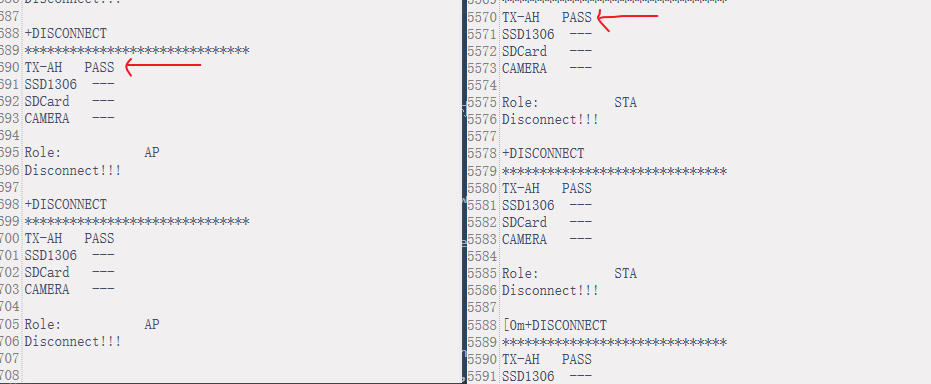 686 Disconnect!!!
687
688 +DISCONNECT
689 ******************************
690 TX-AH   PASS
691 SSD1306  ---
692 SDCard   ---
693 CAMERA   ---
694
695 Role:           AP
696 Disconnect!!!
697
698 +DISCONNECT
699 ******************************
700 TX-AH   PASS
701 SSD1306  ---
702 SDCard   ---
703 CAMERA   ---
704
705 Role:           AP
706 Disconnect!!!
707
708
5569 ******************************
5570 TX-AH   PASS
5571 SSD1306  ---
5572 SDCard   ---
5573 CAMERA   ---
5574
5575 Role:          STA
5576 Disconnect!!!
5577
5578 +DISCONNECT
5579 ******************************
5580 TX-AH   PASS
5581 SSD1306  ---
5582 SDCard   ---
5583 CAMERA   ---
5584
5585 Role:          STA
5586 Disconnect!!!
5587
5588 [0m+DISCONNECT
5589 ******************************
5590 TX-AH   PASS
5591 SSD1306  ---